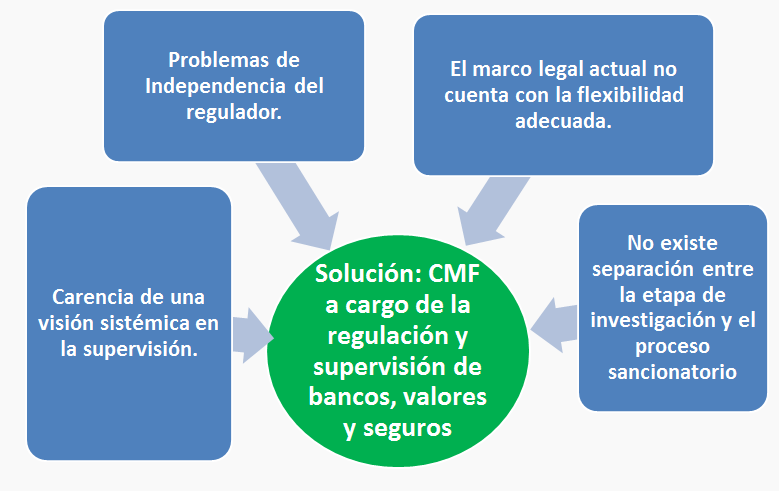 Problemas de
Independencia del
regulador.
El marco legal actual no
cuenta con la flexibilidad
adecuada.
Carencia de una
visión sistémica en
la supervisión.
Solución: CMF
a cargo de la
regulación y
supervisión de
bancos, valores
y seguros
No existe
separación entre
la etapa de
investigación y el
proceso
sancionatorio